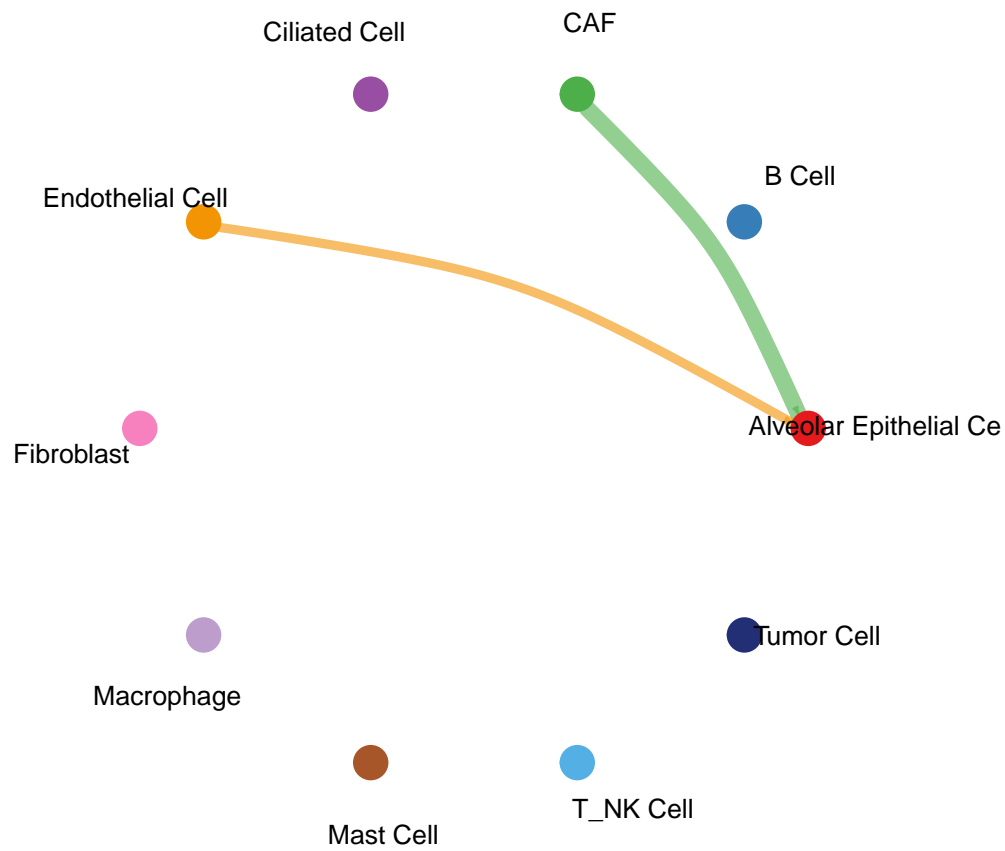 CAF
Ciliated Cell
B Cell
Endothelial Cell
Alveolar Epithelial Ce
Fibroblast
Tumor Cell
Macrophage
T_NK Cell
Mast Cell